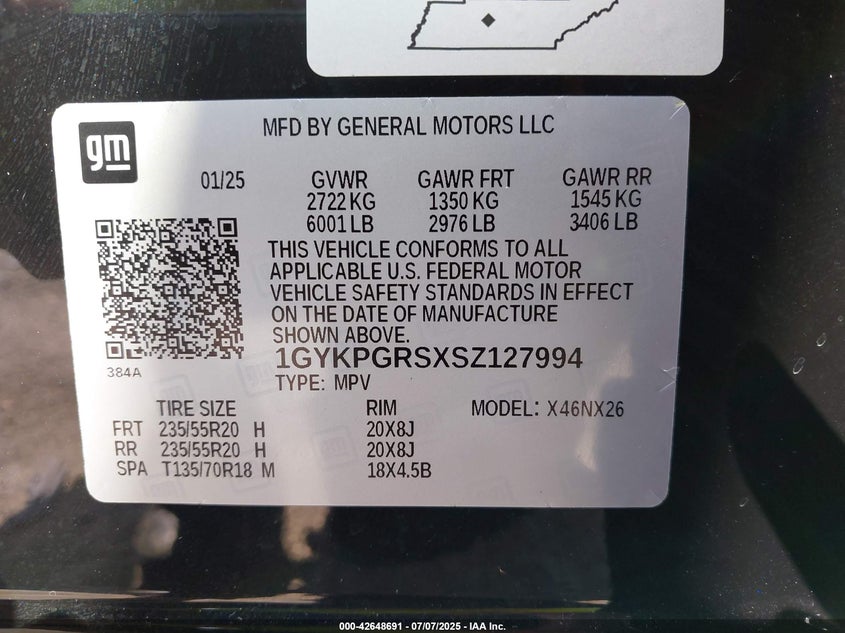 gm
MFD BY GENERAL MOTORS LLC
01/25 GVWR GAWR FRT GAWR RR
2722 KG 1350 KG 1545 KG
6001 LB 2976 LB 3406 LB
THIS VEHICLE CONFORMS TO ALL
APPLICABLE U.S. FEDERAL MOTOR
VEHICLE SAFETY STANDARDS IN EFFECT
ON THE DATE OF MANUFACTURE
SHOWN ABOVE.
1GYKPGRSXSZ127994
384A
TYPE: MPV
TIRE SIZE RIM MODEL: X46NX26
FRT 235/55R20 H 20X8J
RR 235/55R20 H 20X8J
SPA T135/70R18 M 18X4.5B
000-42648691 - 07/07/2025 - IAA Inc.